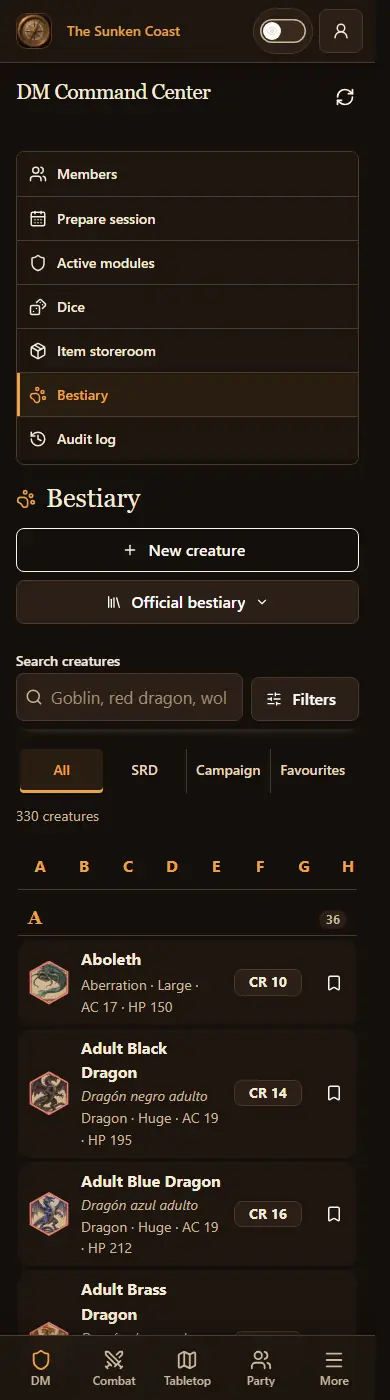 The Sunken Coast
DM Command Center
Members
Prepare session
Active modules
Dice
Item storeroom
Bestiary
Audit log
Bestiary
+ New creature
Official bestiary
Search creatures
Goblin, red dragon, wol
Filters
All SRD Campaign Favourites
330 creatures
A B C D E F G H
A 36
Aboleth
Aberration · Large ·
AC 17 · HP 150
CR 10
Adult Black
Dragon
Dragón negro adulto
Dragon · Huge · AC 19
· HP 195
CR 14
Adult Blue Dragon
Dragón azul adulto
Dragon · Huge · AC 19
· HP 212
CR 16
Adult Brass
Dragon
DM Combat Tabletop Party More